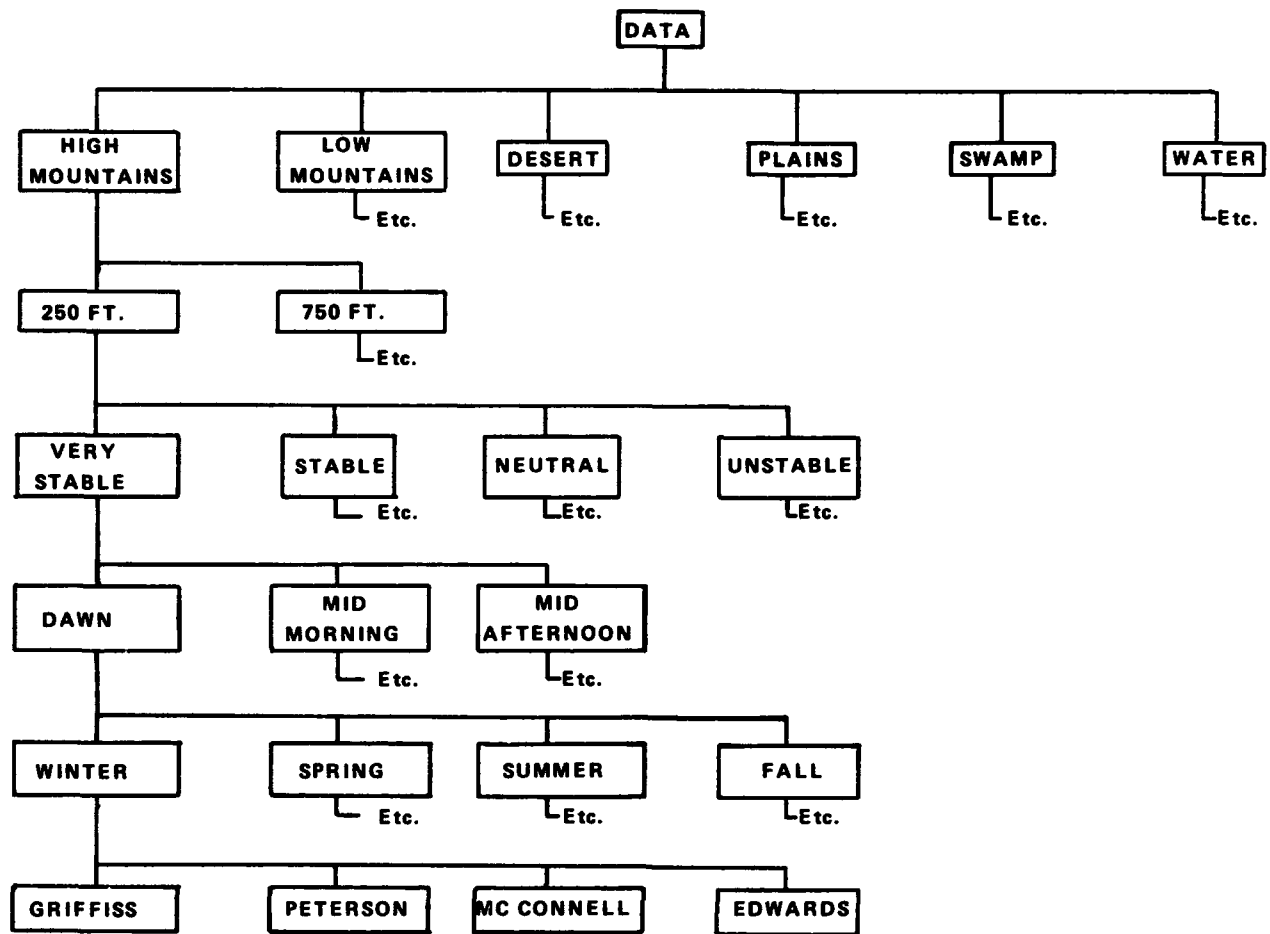 DATA
HIGH
MOUNTAINS
LOW
MOUNTAINS
DESERT
PLAINS
SWAMP
WATER
Etc.
Etc.
Etc.
Etc.
Etc.
250 FT.
750 FT.
Etc.
VERY
STABLE
STABLE
NEUTRAL
UNSTABLE
Etc.
Etc.
Etc.
DAWN
MID
MORNING
MID
AFTERNOON
Etc.
Etc.
WINTER
SPRING
SUMMER
FALL
Etc.
Etc.
Etc.
GRIFFISS
PETERSON
MC CONNELL
EDWARDS